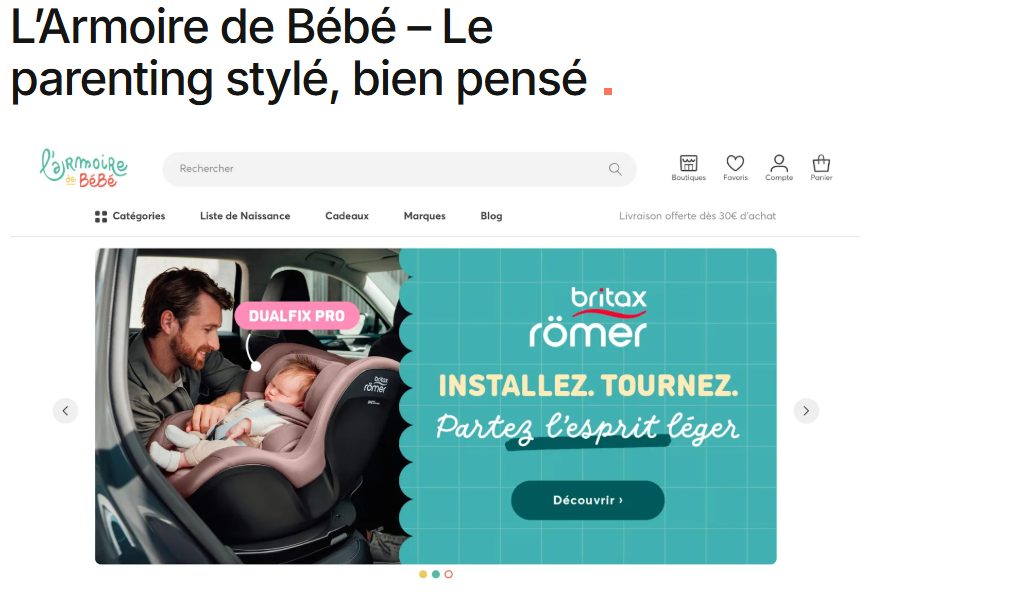 L’Armoire de Bébé – Le
parenting stylé, bien pensé .
l'aRMoiRe
de BéBé
Rechercher
Boutiques Favoris Compte Panier
Catégories Liste de Naissance Cadeaux Marques Blog Livraison offerte dès 30€ d'achat
DUALFIX PRO
britax
römer
britax
römer
INSTALLEZ. TOURNEZ.
Partez l'esprit léger
Découvrir ›